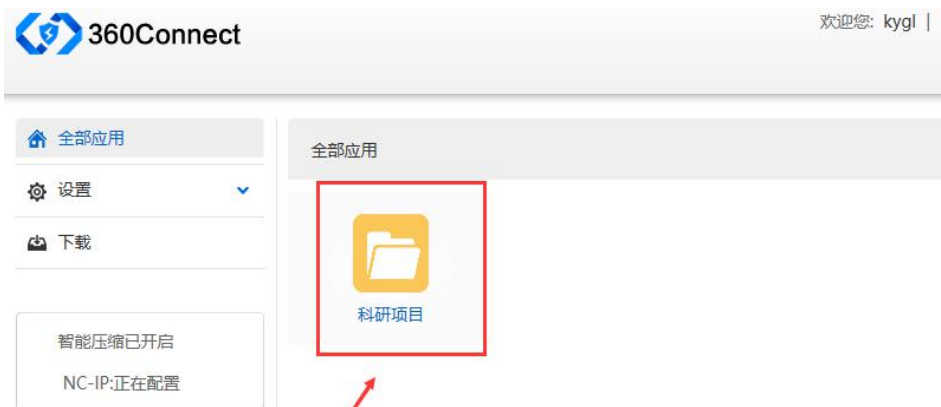 360Connect
欢迎您: kygl |
全部应用
设置
下载
智能压缩已开启
NC-IP:正在配置
全部应用
科研项目